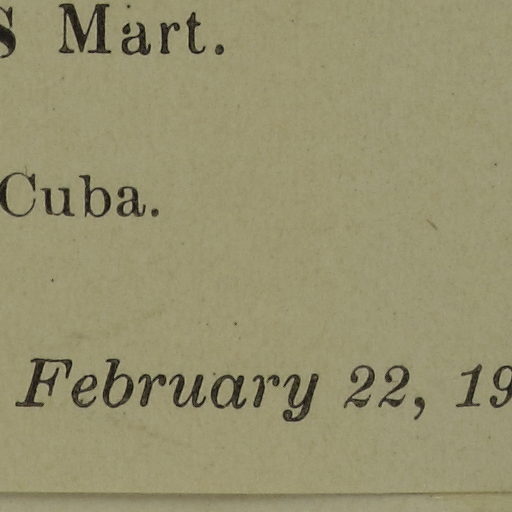 S Mart.
Cuba.
February 22, 19